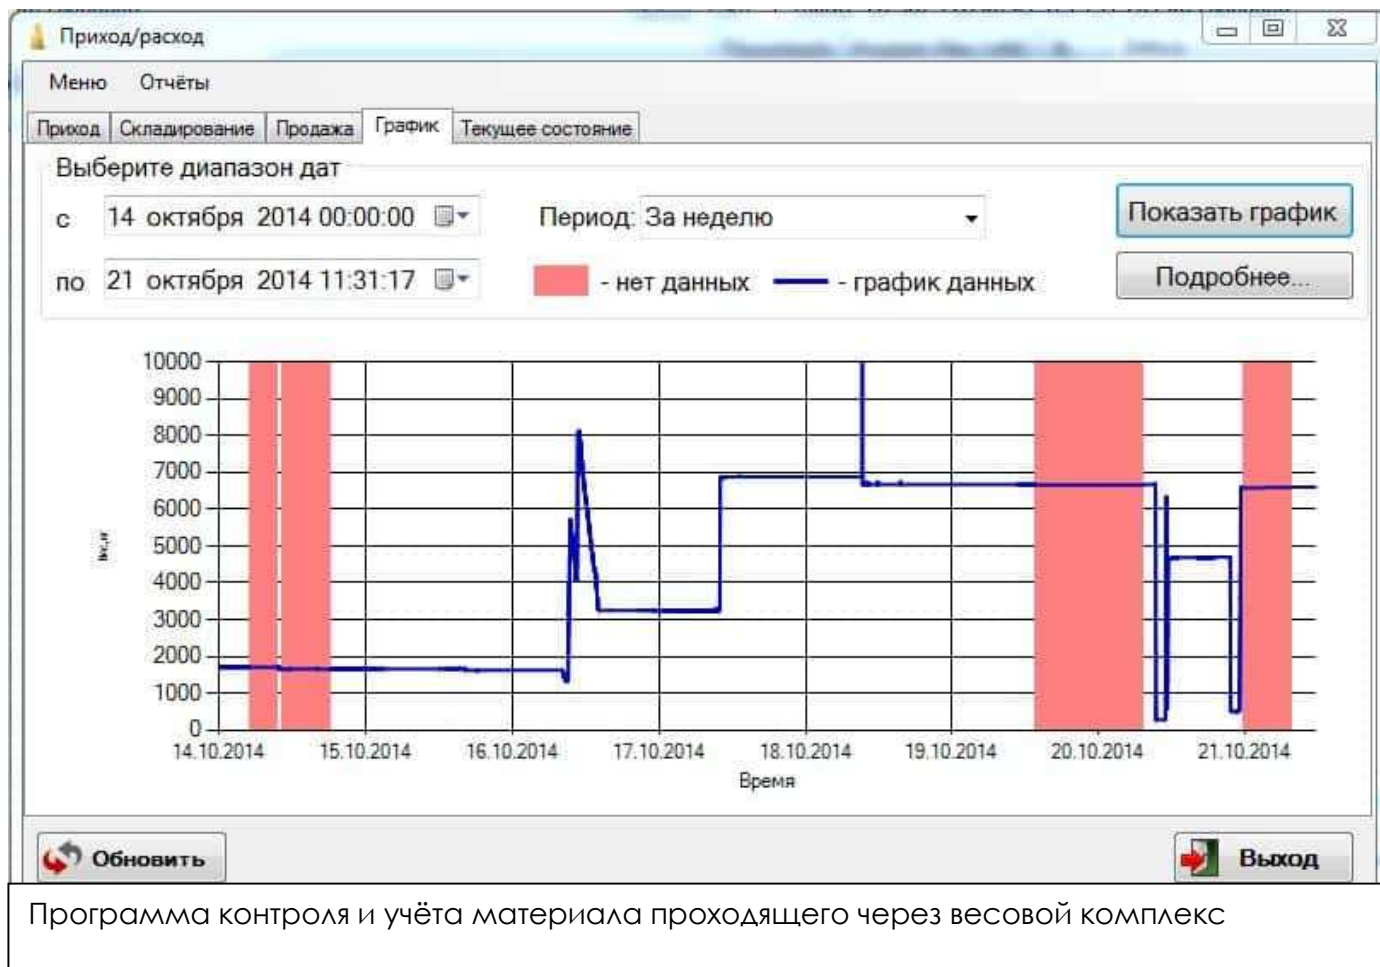 Приход/расход
Меню Отчёты
Приход Складирование Продажа График Текущее состояние
Выберите диапазон дат
с 14 октября 2014 00:00:00 Период: За неделю Показать график
по 21 октября 2014 11:31:17 - нет данных - график данных Подробнее...
10000
9000
8000
7000
6000
5000
4000
3000
2000
1000
0
14.10.2014 15.10.2014 16.10.2014 17.10.2014 18.10.2014 19.10.2014 20.10.2014 21.10.2014
Время
Обновить Выход
Программа контроля и учёта материала проходящего через весовой комплекс